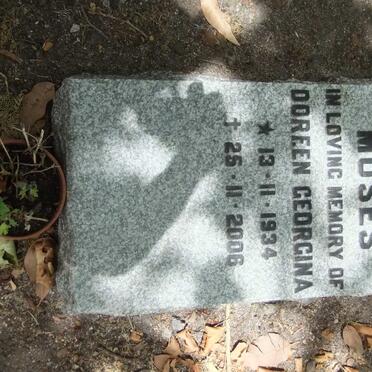 MOSES
IN LOVING MEMORY OF
DOREEN GEORGINA
★ 13 · 11 · 1934
✝ 25 · 11 · 2006